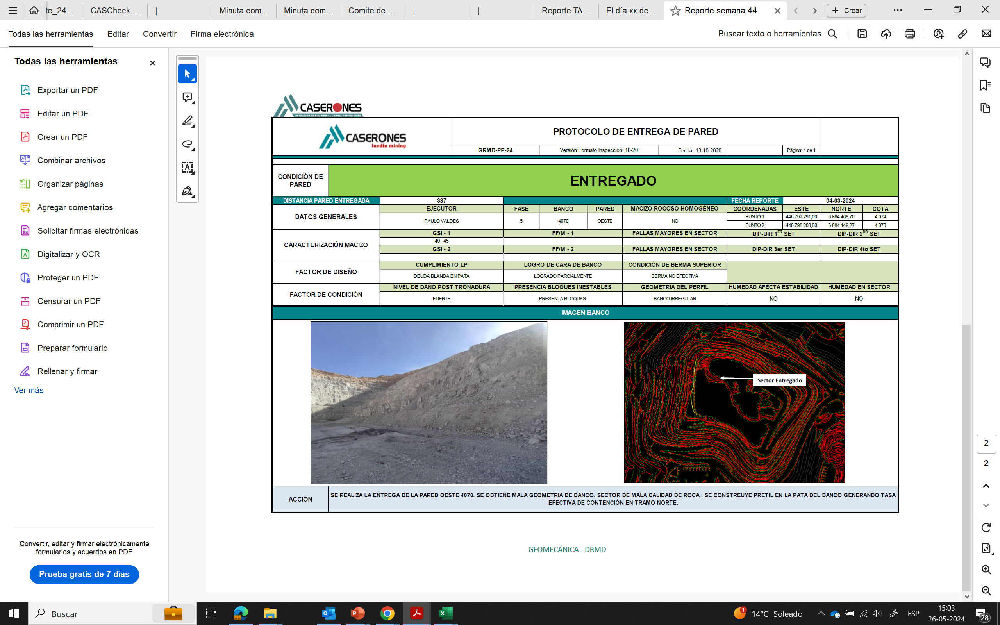 te_24...
CASCheck ...
Minuta com...
Minuta com...
Comite de ...
Reporte TA ...
El día xx de...
Reporte semana 44
Crear
Todas las herramientas
Editar
Convertir
Firma electrónica
Buscar texto o herramientas
Todas las herramientas
Exportar un PDF
Editar un PDF
Crear un PDF
Combinar archivos
Organizar páginas
Agregar comentarios
Solicitar firmas electrónicas
Digitalizar y OCR
Proteger un PDF
Censurar un PDF
Comprimir un PDF
Preparar formulario
Rellenar y firmar
Ver más
Convertir, editar y firmar electrónicamente
formularios y acuerdos en PDF
Prueba gratis de 7 días
CASERONES
OPERACIÓN DE SCM MINERA LUMINA COPPER CHILE
CASERONES
lundin mining
PROTOCOLO DE ENTREGA DE PARED
GRMD-PP-24
Versión Formato Inspección: 10-20
Fecha: 13-10-2020
Página: 1 de 1
CONDICIÓN DE
PARED
ENTREGADO
DISTANCIA PARED ENTREGADA
337
FECHA REPORTE
04-03-2024
DATOS GENERALES
EJECUTOR
FASE
BANCO
PARED
MACIZO ROCOSO HOMOGÉNEO
COORDENADAS
ESTE
NORTE
COTA
PAULO VALDES
5
4070
OESTE
NO
PUNTO 1
446.792.291,00
6.884.468,70
4.074
PUNTO 2
446.798.200,00
6.884.149,27
4.070
CARACTERIZACIÓN MACIZO
GSI - 1
FF/M - 1
FALLAS MAYORES EN SECTOR
DIP-DIR 1ER SET
DIP-DIR 2DO SET
40 - 45
GSI - 2
FF/M - 2
FALLAS MAYORES EN SECTOR
DIP-DIR 3er SET
DIP-DIR 4to SET
FACTOR DE DISEÑO
CUMPLIMIENTO LP
LOGRO DE CARA DE BANCO
CONDICIÓN DE BERMA SUPERIOR
DEUDA BLANDA EN PATA
LOGRADO PARCIALMENTE
BERMA NO EFECTIVA
FACTOR DE CONDICIÓN
NIVEL DE DAÑO POST TRONADURA
PRESENCIA BLOQUES INESTABLES
GEOMETRIA DEL PERFIL
HUMEDAD AFECTA ESTABILIDAD
HUMEDAD EN SECTOR
FUERTE
PRESENTA BLOQUES
BANCO IRREGULAR
NO
NO
IMAGEN BANCO
Sector Entregado
ACCIÓN
SE REALIZA LA ENTREGA DE LA PARED OESTE 4070. SE OBTIENE MALA GEOMETRIA DE BANCO. SECTOR DE MALA CALIDAD DE ROCA . SE CONSTREUYE PRETIL EN LA PATA DEL BANCO GENERANDO TASA
EFECTIVA DE CONTENCIÓN EN TRAMO NORTE.
GEOMECÁNICA - DRMD
2
2
Buscar
1
14°C Soleado
ESP
15:03
26-05-2024
28